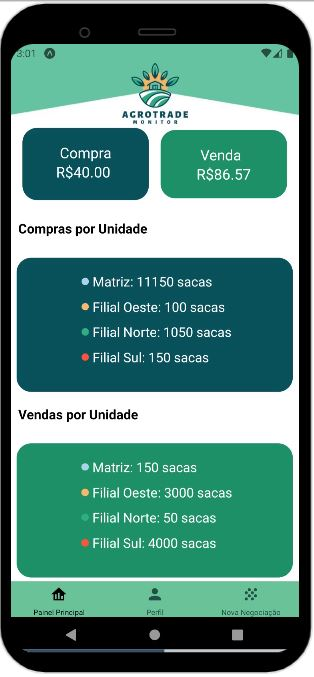 3:01
AGROTRADE
MONITOR
Compra
R$40.00
Venda
R$86.57
Compras por Unidade
Matriz: 11150 sacas
Filial Oeste: 100 sacas
Filial Norte: 1050 sacas
Filial Sul: 150 sacas
Vendas por Unidade
Matriz: 150 sacas
Filial Oeste: 3000 sacas
Filial Norte: 50 sacas
Filial Sul: 4000 sacas
Painel Principal
Perfil
Nova Negociação